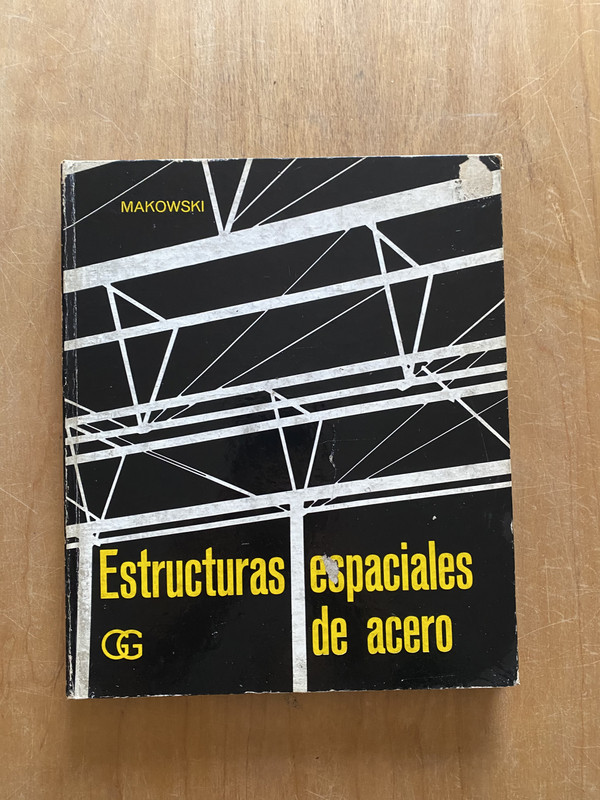 MAKOWSKI
Estructuras espaciales
de acero
GG